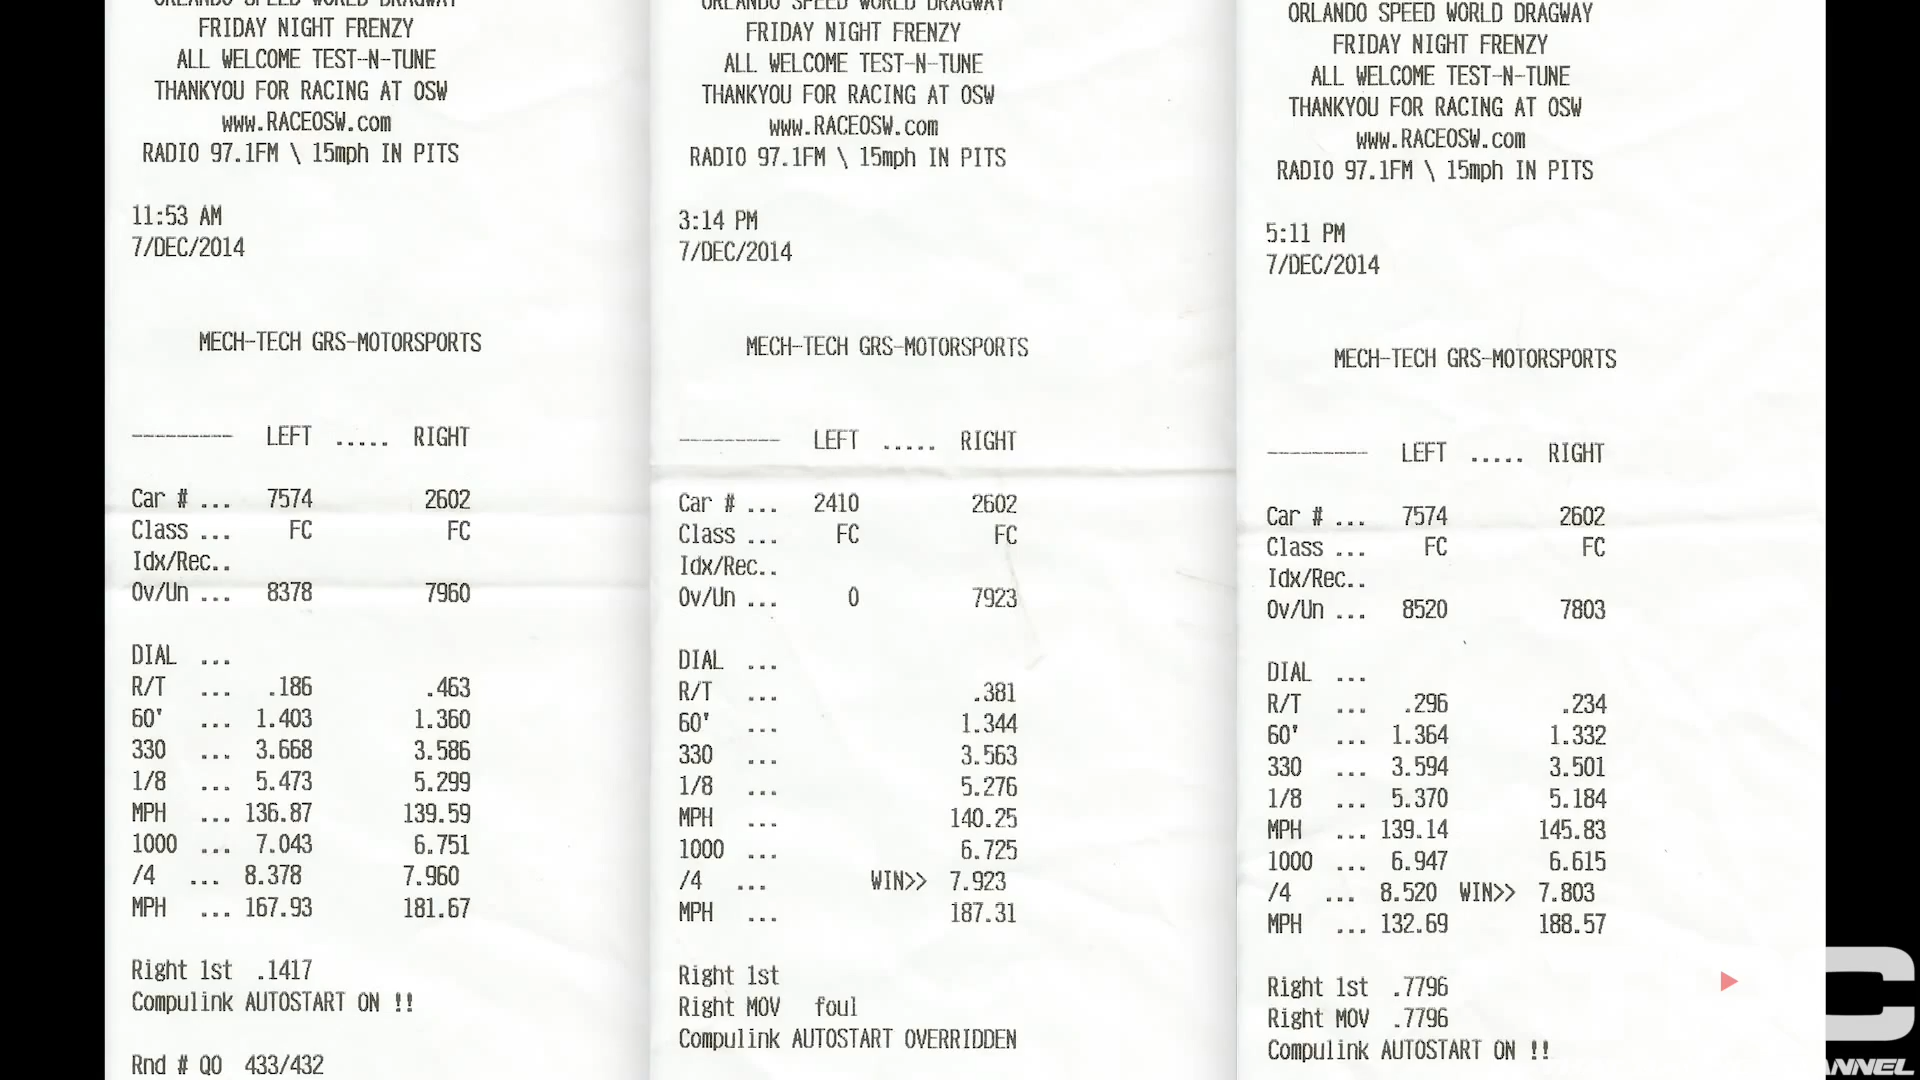 ORLANDO SPEED WORLD DRAGWAY
FRIDAY NIGHT FRENZY
ALL WELCOME TEST-N-TUNE
THANKYOU FOR RACING AT OSW
www.RACEOSW.com
RADIO 97.1FM \ 15mph IN PITS
11:53 AM
7/DEC/2014
MECH-TECH GRS-MOTORSPORTS
--------- LEFT ..... RIGHT
Car # ... 7574 2602
Class ... FC FC
Idx/Rec..
Ov/Un ... 8378 7960
DIAL ...
R/T ... .186 .463
60' ... 1.403 1.360
330 ... 3.668 3.586
1/8 ... 5.473 5.299
MPH ... 136.87 139.59
1000 ... 7.043 6.751
/4 ... 8.378 7.960
MPH ... 167.93 181.67
Right 1st .1417
Compulink AUTOSTART ON !!
Rnd # QO 433/432
ORLANDO SPEED WORLD DRAGWAY
FRIDAY NIGHT FRENZY
ALL WELCOME TEST-N-TUNE
THANKYOU FOR RACING AT OSW
www.RACEOSW.com
RADIO 97.1FM \ 15mph IN PITS
3:14 PM
7/DEC/2014
MECH-TECH GRS-MOTORSPORTS
--------- LEFT ..... RIGHT
Car # ... 2410 2602
Class ... FC FC
Idx/Rec..
Ov/Un ... 0 7923
DIAL ...
R/T ... .381
60' ... 1.344
330 ... 3.563
1/8 ... 5.276
MPH ... 140.25
1000 ... 6.725
/4 ... WIN>> 7.923
MPH ... 187.31
Right 1st
Right MOV foul
Compulink AUTOSTART OVERRIDDEN
ORLANDO SPEED WORLD DRAGWAY
FRIDAY NIGHT FRENZY
ALL WELCOME TEST-N-TUNE
THANKYOU FOR RACING AT OSW
www.RACEOSW.com
RADIO 97.1FM \ 15mph IN PITS
5:11 PM
7/DEC/2014
MECH-TECH GRS-MOTORSPORTS
--------- LEFT ..... RIGHT
Car # ... 7574 2602
Class ... FC FC
Idx/Rec..
Ov/Un ... 8520 7803
DIAL ...
R/T ... .296 .234
60' ... 1.364 1.332
330 ... 3.594 3.501
1/8 ... 5.370 5.184
MPH ... 139.14 145.83
1000 ... 6.947 6.615
/4 ... 8.520 WIN>> 7.803
MPH ... 132.69 188.57
Right 1st .7796
Right MOV .7796
Compulink AUTOSTART ON !!
C
ANNEL